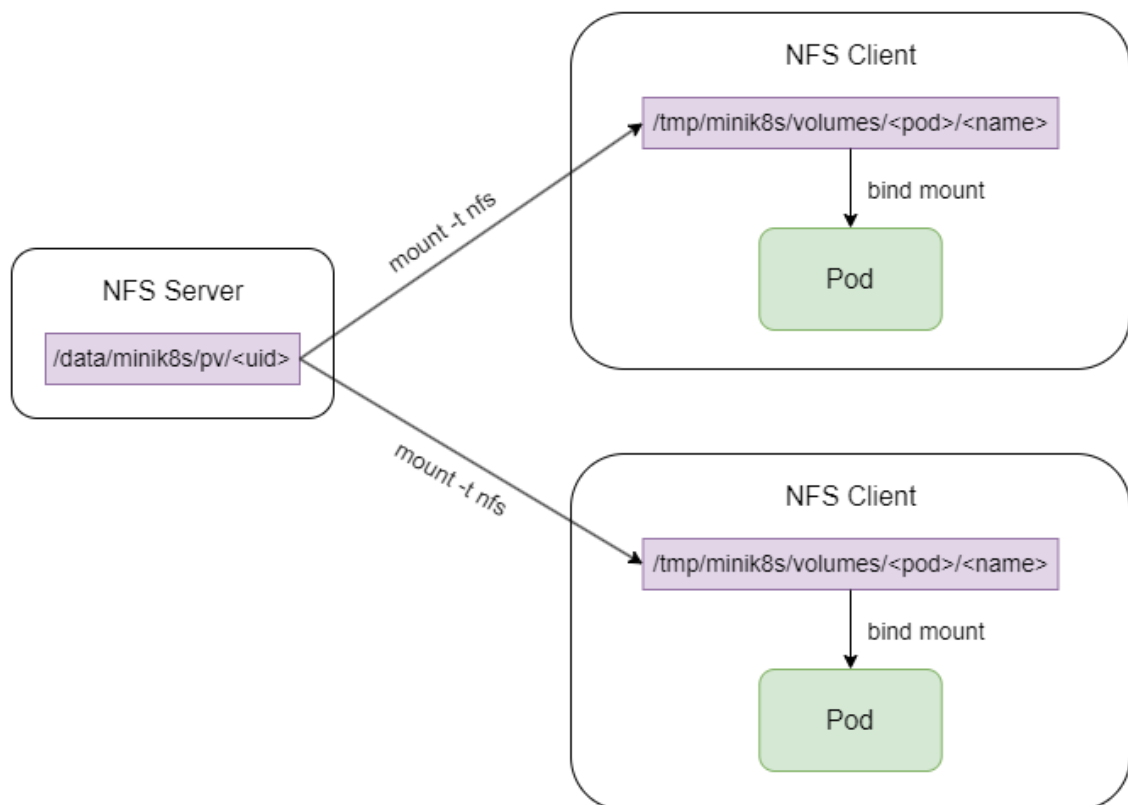 NFS Server
/data/minik8s/pv/<uid>
mount -t nfs
mount -t nfs
NFS Client
/tmp/minik8s/volumes/<pod>/<name>
bind mount
Pod
NFS Client
/tmp/minik8s/volumes/<pod>/<name>
bind mount
Pod